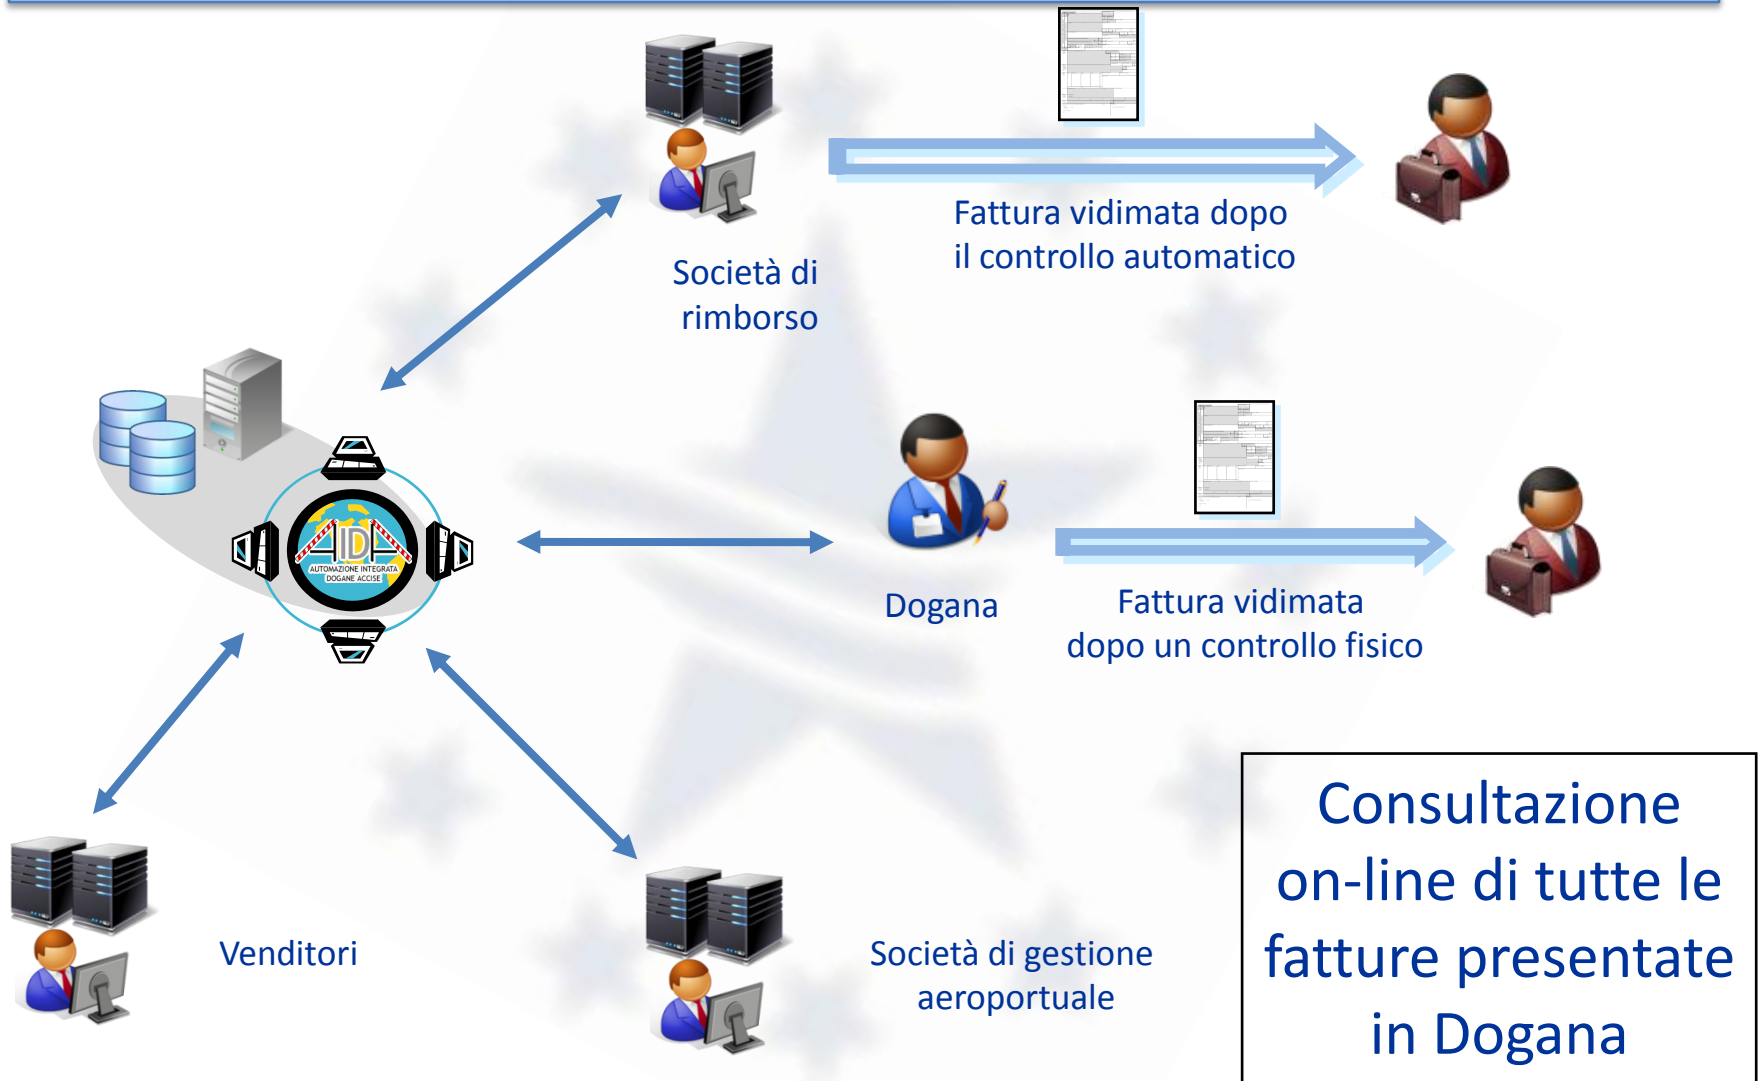 Fattura vidimata dopo
il controllo automatico
Società di
rimborso
AIDA
AUTOMAZIONE INTEGRATA
DOGANE ACCISE
Dogana
Fattura vidimata
dopo un controllo fisico
Venditori
Società di gestione
aeroportuale
Consultazione
on-line di tutte le
fatture presentate
in Dogana